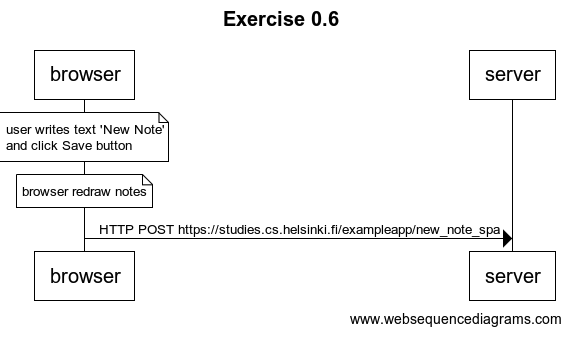 Exercise 0.6
browser
server
user writes text 'New Note'
and click Save button
browser redraw notes
HTTP POST https://studies.cs.helsinki.fi/exampleapp/new_note_spa
browser
server
www.websequencediagrams.com